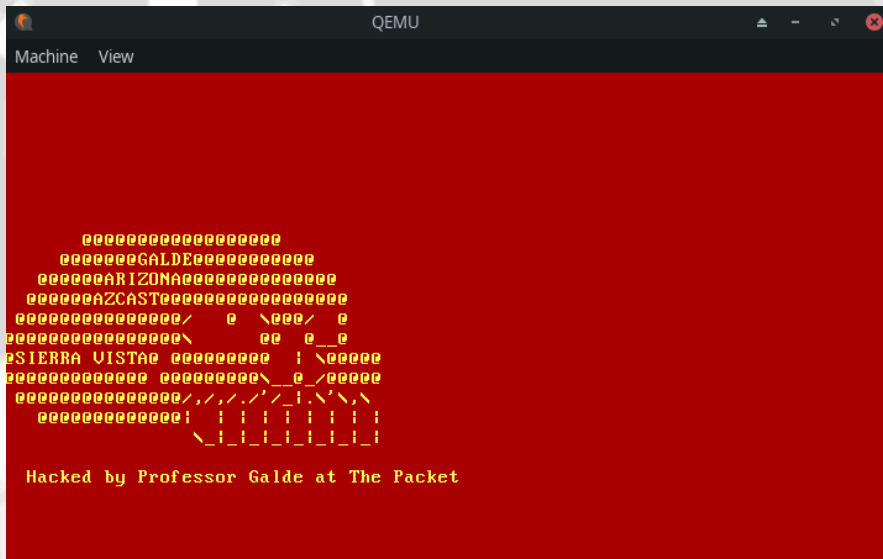 QEMU
Machine View
@@@@@@@@@@@@@@@@@@
@@@@@@@GALDE@@@@@@@@@@@
@@@@@@ARIZONA@@@@@@@@@@@@@@
@@@@@@AZCAST@@@@@@@@@@@@@@@@@
@@@@@@@@@@@@@@@/   @  \@@@/  @
@@@@@@@@@@@@@@@@\      @@  @__@
@SIERRA VISTA@ @@@@@@@@@  | \@@@@@
@@@@@@@@@@@@@ @@@@@@@@@\__@_/@@@@@
@@@@@@@@@@@@@@@/,/,/./'/_|.\'\,\
@@@@@@@@@@@@@|  | | | | | | | |
\_|_|_|_|_|_|_|_|
Hacked by Professor Galde at The Packet